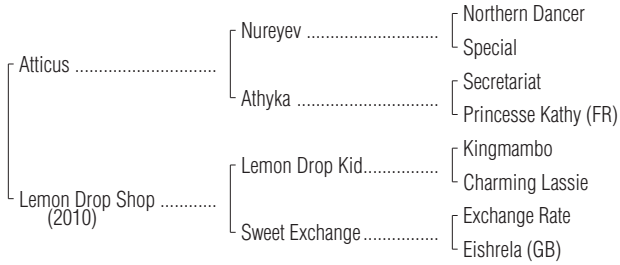 Northern Dancer
Nureyev ............................
Special
Atticus ..............................
Secretariat
Athyka ..............................
Princesse Kathy (FR)
Kingmambo
Lemon Drop Kid................
Charming Lassie
Lemon Drop Shop ............
(2010)
Exchange Rate
Sweet Exchange................
Eishrela (GB)